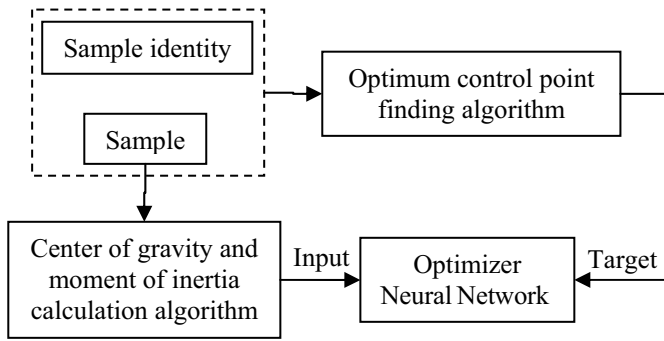 Sample identity
Sample
Optimum control point
finding algorithm
Center of gravity and
moment of inertia
calculation algorithm
Input
Optimizer
Neural Network
Target